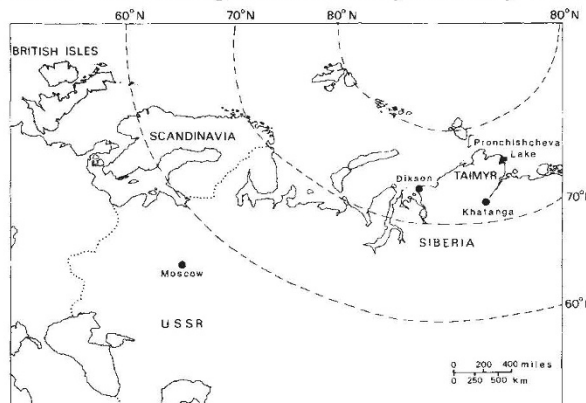 60°N 70°N 80°N 80°N
BRITISH ISLES
SCANDINAVIA
Pronchishcheva
Lake
Dikson
TAIMYR
70°N
Khatanga
SIBERIA
Moscow
60°N
USSR
0 200 400 miles
0 250 500 km